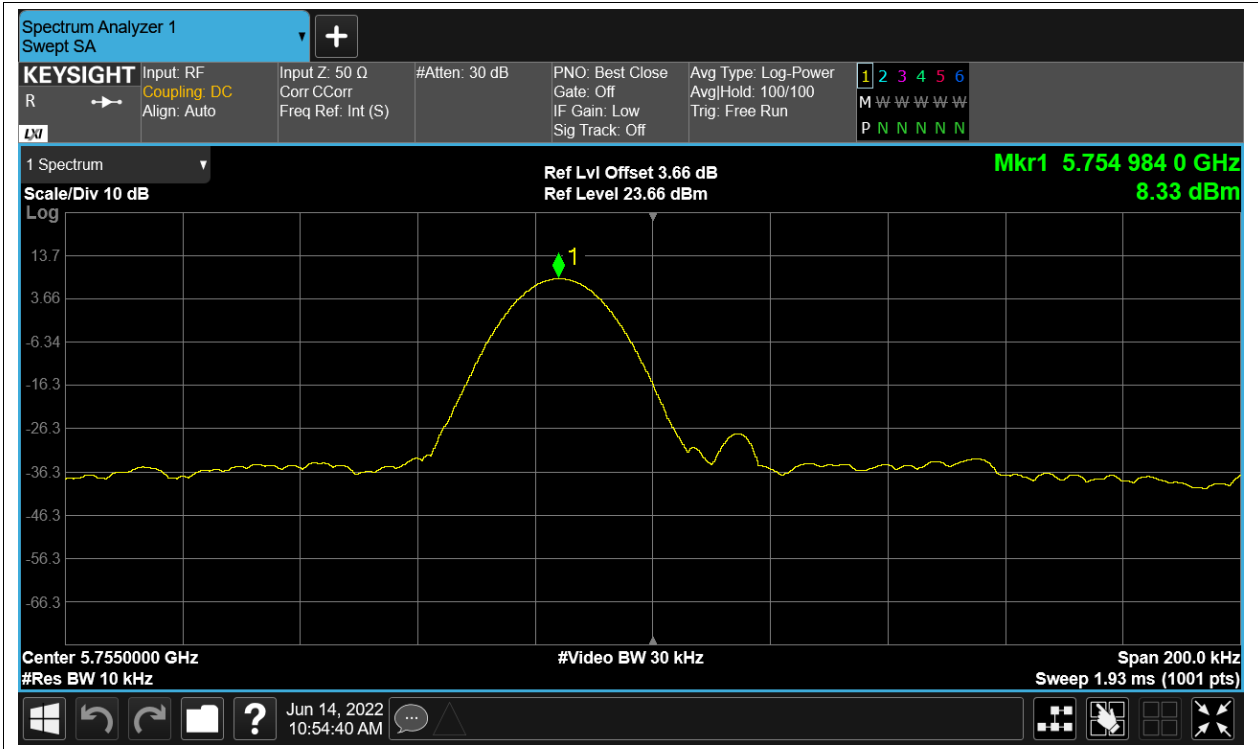 Spectrum Analyzer 1
Swept SA
KEYSIGHT
R
LXI
Input: RF
Coupling: DC
Align: Auto
Input Z: 50 Ω
Corr CCorr
Freq Ref: Int (S)
#Atten: 30 dB
PNO: Best Close
Gate: Off
IF Gain: Low
Sig Track: Off
Avg Type: Log-Power
Avg|Hold: 100/100
Trig: Free Run
1 2 3 4 5 6
M W W W W W
P N N N N N
1 Spectrum
Scale/Div 10 dB
Log
Ref Lvl Offset 3.66 dB
Ref Level 23.66 dBm
Mkr1 5.754 984 0 GHz
8.33 dBm
1
13.7
3.66
-6.34
-16.3
-26.3
-36.3
-46.3
-56.3
-66.3
Center 5.7550000 GHz
#Res BW 10 kHz
#Video BW 30 kHz
Span 200.0 kHz
Sweep 1.93 ms (1001 pts)
?
Jun 14, 2022
10:54:40 AM